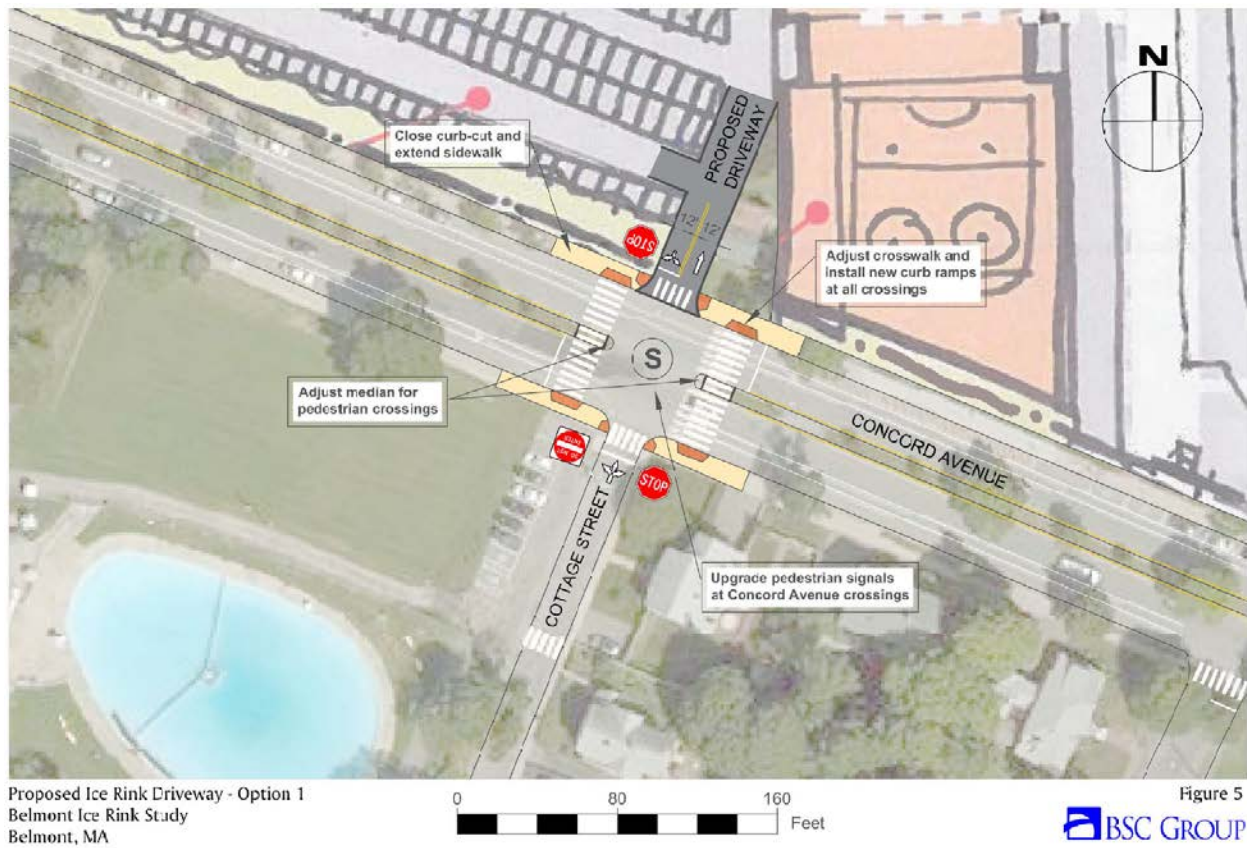 N
PROPOSED
DRIVEWAY
Close curb-cut and
extend sidewalk
STOP
12'
12'
Adjust crosswalk and
install new curb ramps
at all crossings
S
Adjust median for
pedestrian crossings
CONCORD AVENUE
STOP
COTTAGE STREET
Upgrade pedestrian signals
at Concord Avenue crossings
Proposed Ice Rink Driveway - Option 1
Belmont Ice Rink Study
Belmont, MA
0
80
160
Feet
Figure 5
BSC GROUP